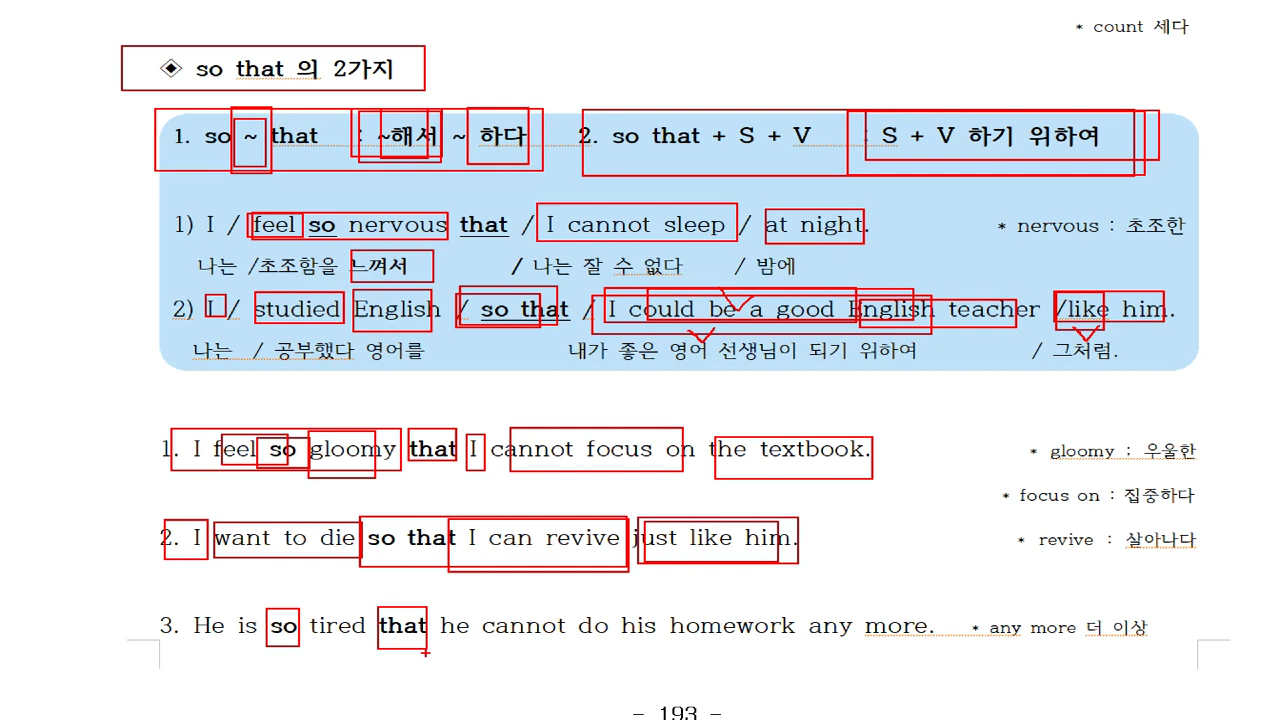 * count 세다
◈ so that 의 2가지
1. so ~ that : ~해서 ~ 하다 2. so that + S + V : S + V 하기 위하여
1) I / feel so nervous that / I cannot sleep / at night. * nervous : 초조한
나는 /초조함을 느껴서 / 나는 잘 수 없다 / 밤에
2) I / studied English / so that / I could be a good English teacher /like him.
나는 / 공부했다 영어를 내가 좋은 영어 선생님이 되기 위하여 / 그처럼.
1. I feel so gloomy that I cannot focus on the textbook. * gloomy : 우울한
* focus on : 집중하다
2. I want to die so that I can revive just like him. * revive : 살아나다
3. He is so tired that he cannot do his homework any more. * any more 더 이상
- 193 -